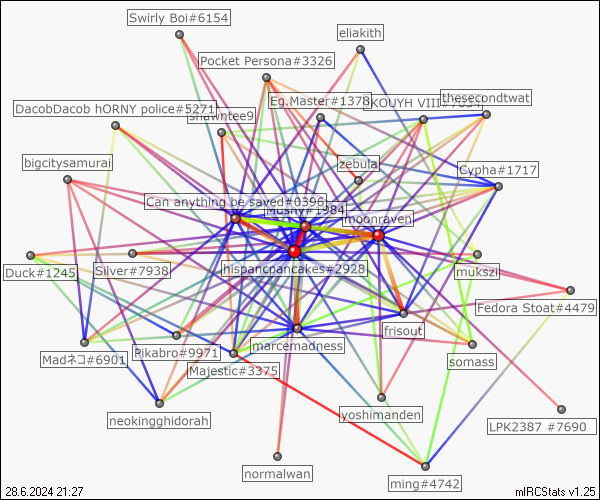 Swirly Boi#6154
eliakith
Pocket Persona#3326
Eg.Master#1378
thesecondtwat
DacobDacob hORNY police#5271
shawntee9
bigcitysamurai
zebula
Cypha#1717
Can anything be saved#0396
Mushy#1984
moonraven
hispancpancakes#2928
Duck#1245
Silver#7938
mukszi
Fedora Stoat#4479
frisout
marcemadness
Madネコ#6901
Pikabro#9971
Majestic#3375
somass
neokingghidorah
yoshimanden
LPK2387 #7690
normalwan
ming#4742
28.6.2024 21:27
mIRCStats v1.25